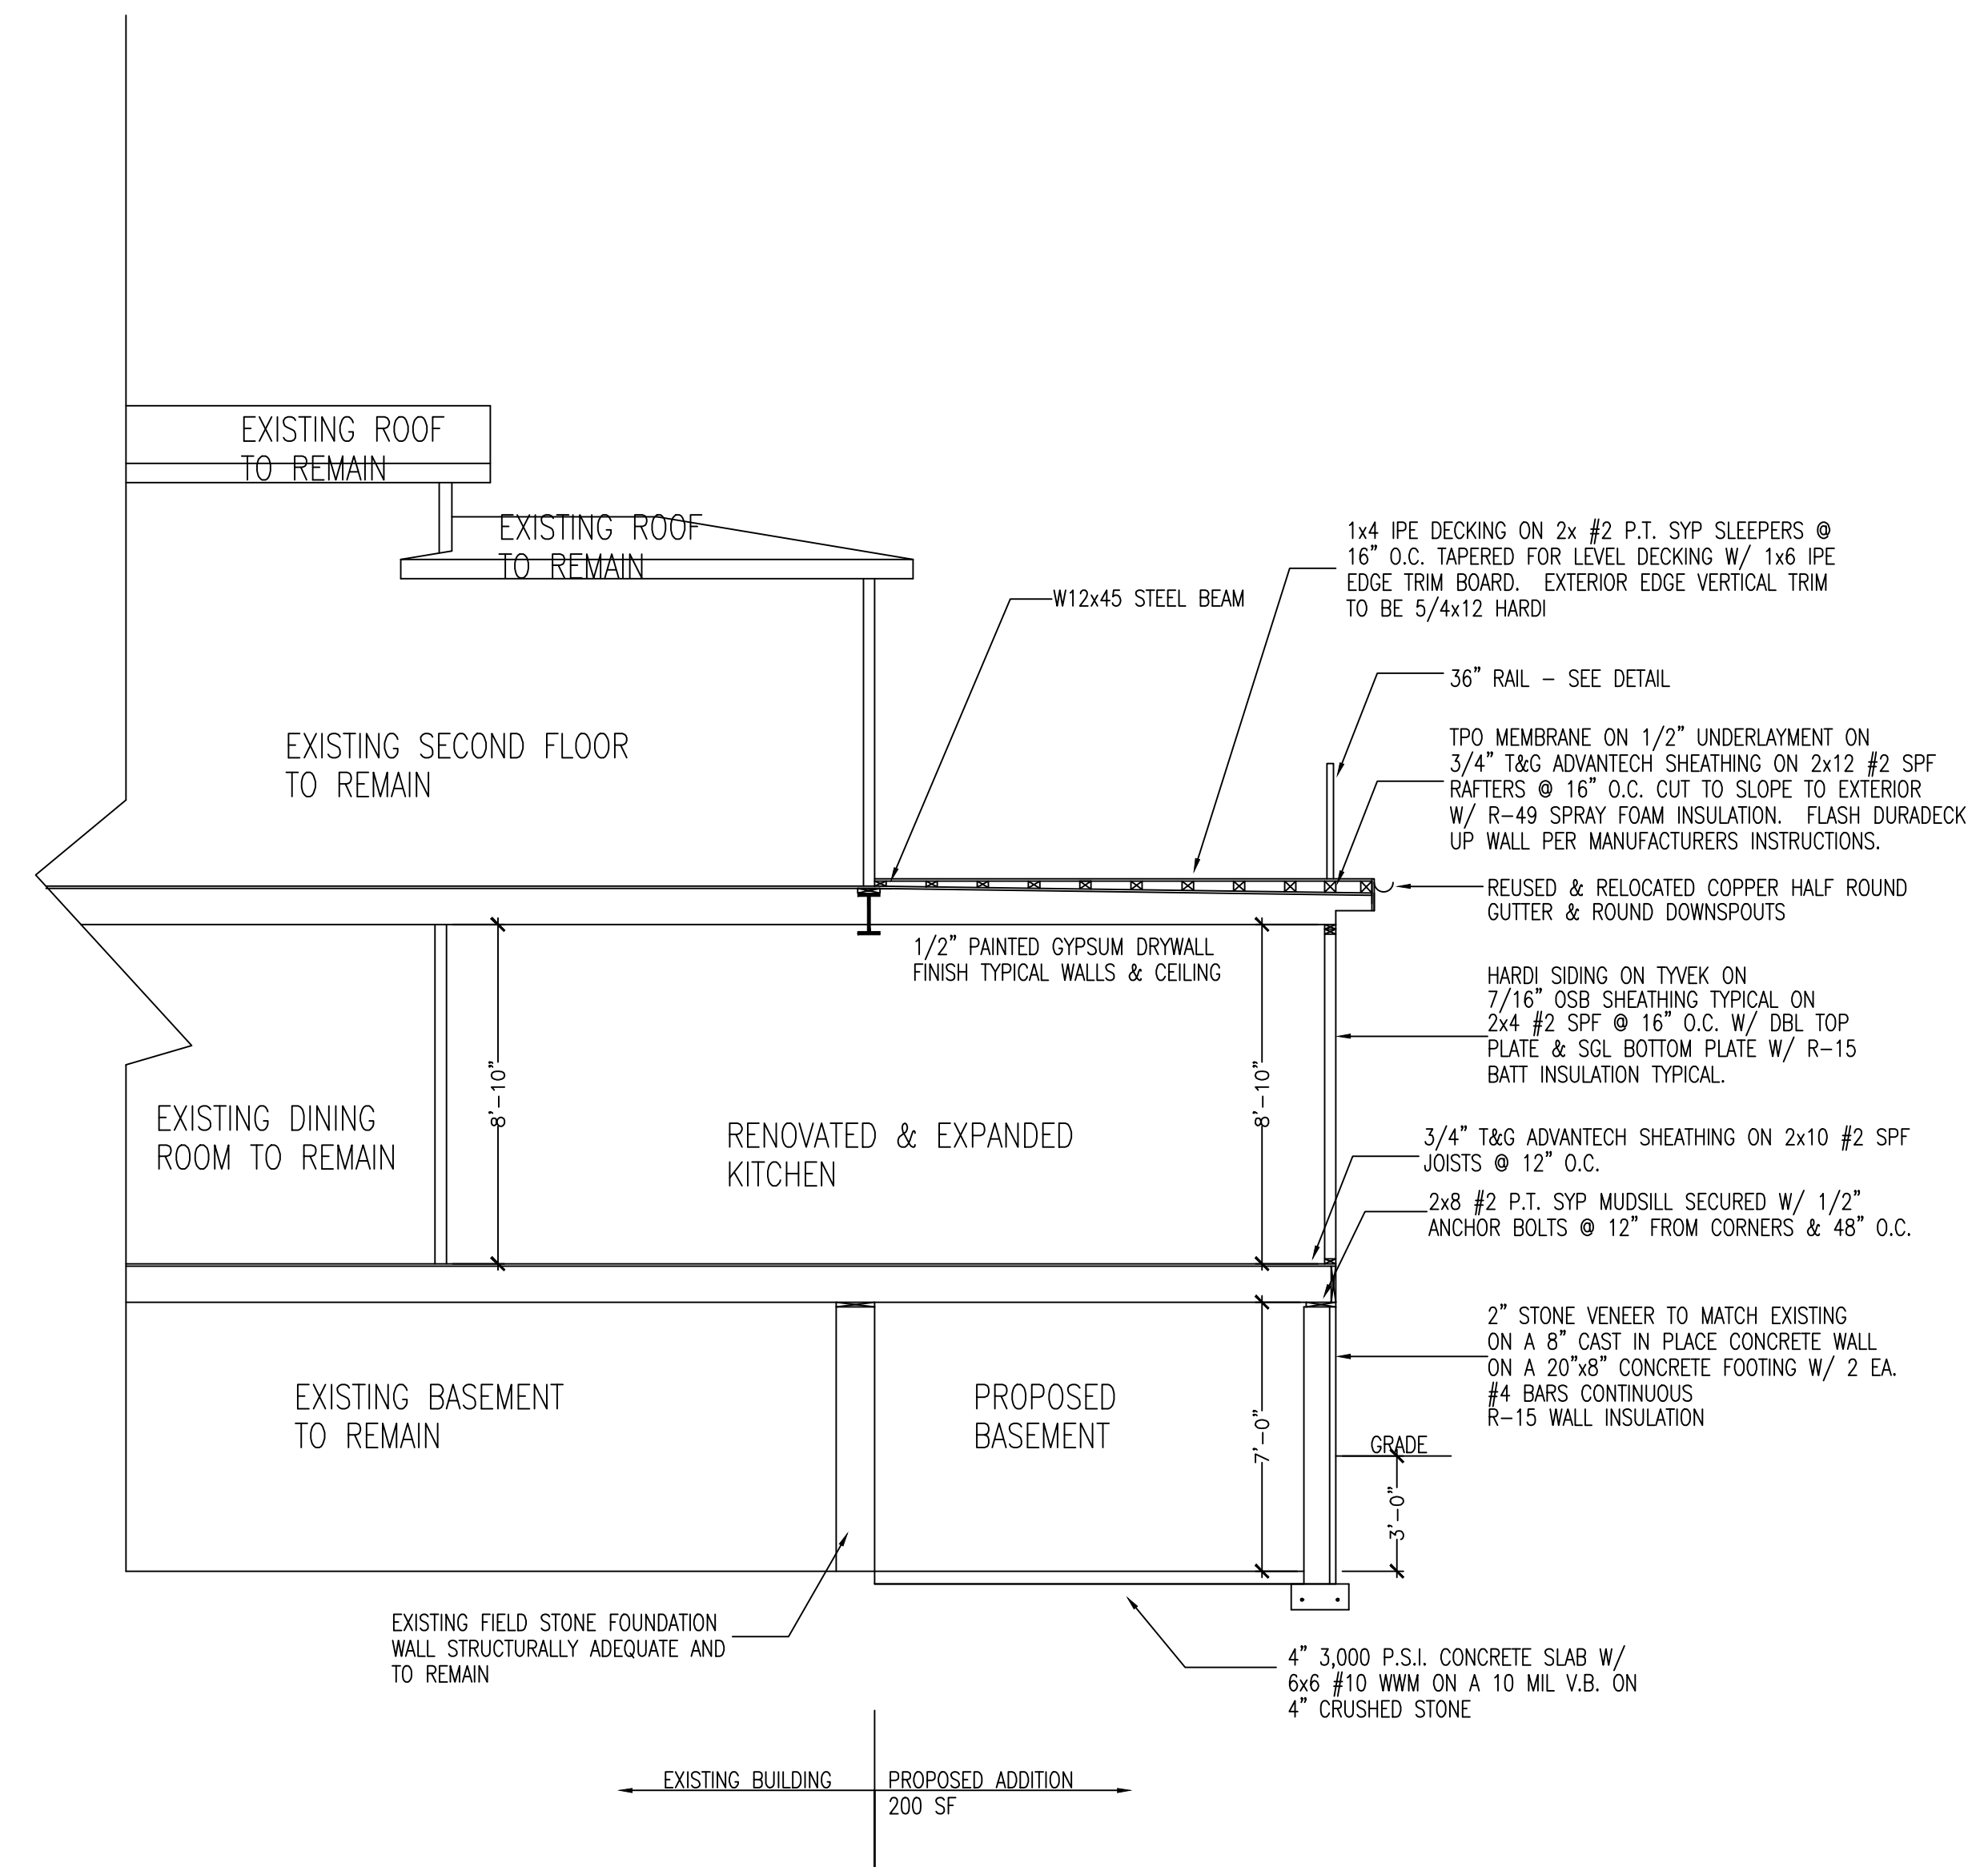 EXISTING ROOF
TO REMAIN
EXISTING ROOF
TO REMAIN
1x4 IPE DECKING ON 2x #2 P.T. SYP SLEEPERS @
16" O.C. TAPERED FOR LEVEL DECKING W/ 1x6 IPE
EDGE TRIM BOARD.  EXTERIOR EDGE VERTICAL TRIM
TO BE 5/4x12 HARDI
W12x45 STEEL BEAM
36" RAIL – SEE DETAIL
EXISTING SECOND FLOOR
TO REMAIN
TPO MEMBRANE ON 1/2" UNDERLAYMENT ON
3/4" T&G ADVANTECH SHEATHING ON 2x12 #2 SPF
RAFTERS @ 16" O.C. CUT TO SLOPE TO EXTERIOR
W/ R-49 SPRAY FOAM INSULATION.  FLASH DURADECK
UP WALL PER MANUFACTURERS INSTRUCTIONS.
REUSED & RELOCATED COPPER HALF ROUND
GUTTER & ROUND DOWNSPOUTS
1/2" PAINTED GYPSUM DRYWALL
FINISH TYPICAL WALLS & CEILING
HARDI SIDING ON TYVEK ON
7/16" OSB SHEATHING TYPICAL ON
2x4 #2 SPF @ 16" O.C. W/ DBL TOP
PLATE & SGL BOTTOM PLATE W/ R-15
BATT INSULATION TYPICAL.
8'-10"
8'-10"
EXISTING DINING
ROOM TO REMAIN
RENOVATED & EXPANDED
KITCHEN
3/4" T&G ADVANTECH SHEATHING ON 2x10 #2 SPF
JOISTS @ 12" O.C.
2x8 #2 P.T. SYP MUDSILL SECURED W/ 1/2"
ANCHOR BOLTS @ 12" FROM CORNERS & 48" O.C.
2" STONE VENEER TO MATCH EXISTING
ON A 8" CAST IN PLACE CONCRETE WALL
ON A 20"x8" CONCRETE FOOTING W/ 2 EA.
#4 BARS CONTINUOUS
R-15 WALL INSULATION
EXISTING BASEMENT
TO REMAIN
PROPOSED
BASEMENT
7'-0"
GRADE
3'-0"
EXISTING FIELD STONE FOUNDATION
WALL STRUCTURALLY ADEQUATE AND
TO REMAIN
4" 3,000 P.S.I. CONCRETE SLAB W/
6x6 #10 WWM ON A 10 MIL V.B. ON
4" CRUSHED STONE
EXISTING BUILDING
PROPOSED ADDITION
200 SF